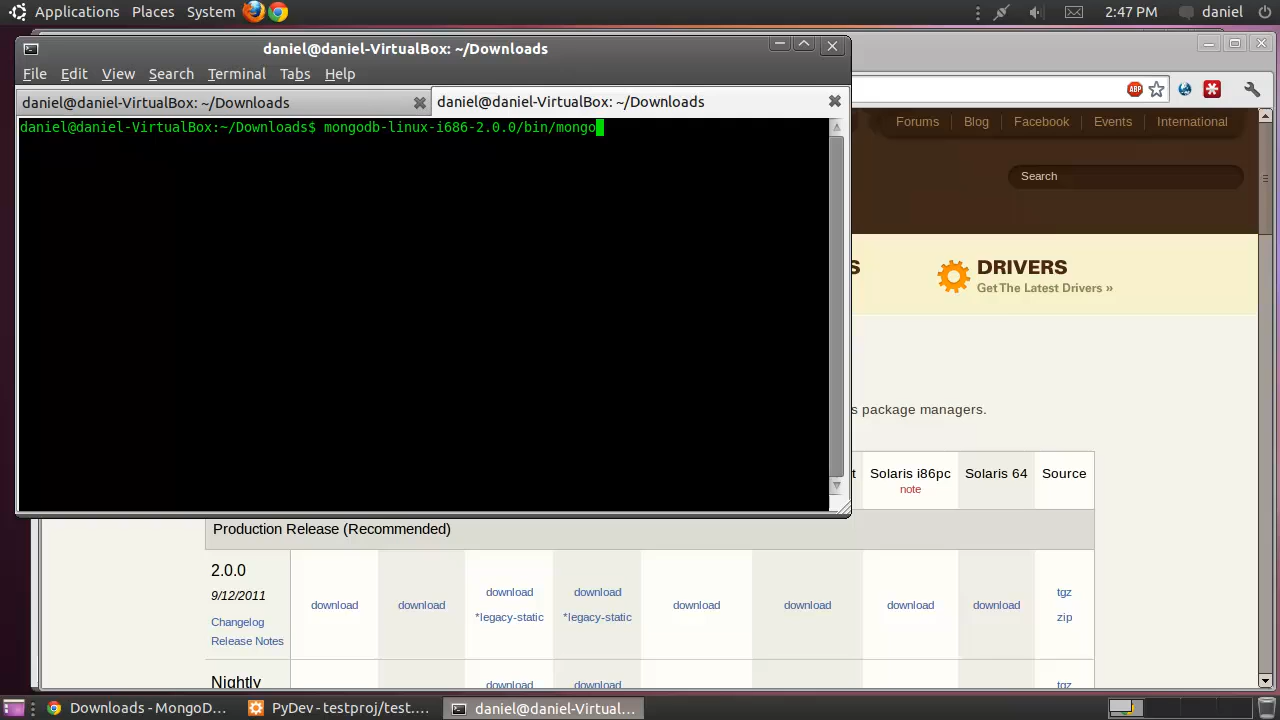 Applications Places System 2:47 PM daniel
daniel@daniel-VirtualBox: ~/Downloads
File Edit View Search Terminal Tabs Help
daniel@daniel-VirtualBox: ~/Downloads daniel@daniel-VirtualBox: ~/Downloads
daniel@daniel-VirtualBox:~/Downloads$ mongodb-linux-i686-2.0.0/bin/mongo
ABP
Forums Blog Facebook Events International
Search
S DRIVERS
Get The Latest Drivers »
s package managers.
t Solaris i86pc Solaris 64 Source
note
Production Release (Recommended)
2.0.0
9/12/2011
Changelog
Release Notes
download download download download download download download download tgz
*legacy-static *legacy-static zip
Nightly download download tgz
Downloads - MongoD... PyDev - testproj/test.... daniel@daniel-Virtual...